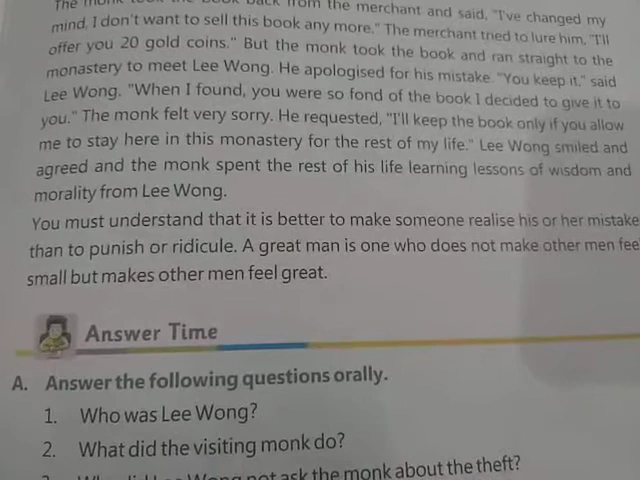 The monk took the book back from the merchant and said, "I've changed my
mind, I don't want to sell this book any more." The merchant tried to lure him, "I'll
offer you 20 gold coins." But the monk took the book and ran straight to the
monastery to meet Lee Wong. He apologised for his mistake. "You keep it," said
Lee Wong. "When I found, you were so fond of the book I decided to give it to
you." The monk felt very sorry. He requested, "I'll keep the book only if you allow
me to stay here in this monastery for the rest of my life." Lee Wong smiled and
agreed and the monk spent the rest of his life learning lessons of wisdom and
morality from Lee Wong.
You must understand that it is better to make someone realise his or her mistake
than to punish or ridicule. A great man is one who does not make other men fee
small but makes other men feel great.
Answer Time
A. Answer the following questions orally.
1. Who was Lee Wong?
2. What did the visiting monk do?
Lee Wong not ask the monk about the theft?